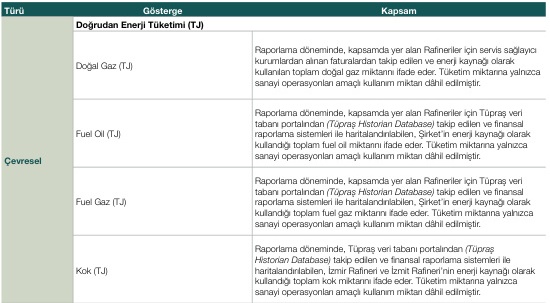 Türü Gösterge Kapsam
Doğrudan Enerji Tüketimi (TJ)
Çevresel
Doğal Gaz (TJ)
Raporlama döneminde, kapsamda yer alan Rafineriler için servis sağlayıcı
kurumlardan alınan faturalardan takip edilen ve enerji kaynağı olarak
kullanılan toplam doğal gaz miktarını ifade eder. Tüketim miktarına yalnızca
sanayi operasyonları amaçlı kullanım miktarı dâhil edilmiştir.
Fuel Oil (TJ)
Raporlama döneminde, kapsamda yer alan Rafineriler için Tüpraş veri
tabanı portalından (Tüpraş Historian Database) takip edilen ve finansal
raporlama sistemleri ile haritalandırılabilen, Şirket'in enerji kaynağı olarak
kullandığı toplam fuel oil miktarını ifade eder. Tüketim miktarına yalnızca
sanayi operasyonları amaçlı kullanım miktarı dâhil edilmiştir.
Fuel Gaz (TJ)
Raporlama döneminde, kapsamda yer alan Rafineriler için Tüpraş veri
tabanı portalından (Tüpraş Historian Database) takip edilen ve finansal
raporlama sistemleri ile haritalandırılabilen, Şirket'in enerji kaynağı olarak
kullandığı toplam fuel gaz miktarını ifade eder. Tüketim miktarına yalnızca
sanayi operasyonları amaçlı kullanım miktarı dâhil edilmiştir.
Kok (TJ)
Raporlama döneminde, Tüpraş veri tabanı portalından (Tüpraş
Historian Database) takip edilen ve finansal raporlama sistemleri ile
haritalandırılabilen, İzmir Rafineri ve İzmit Rafineri'nin enerji kaynağı olarak
kullandığı toplam kok miktarını ifade eder. Tüketim miktarına yalnızca
sanayi operasyonları amaçlı kullanım miktarı dâhil edilmiştir.